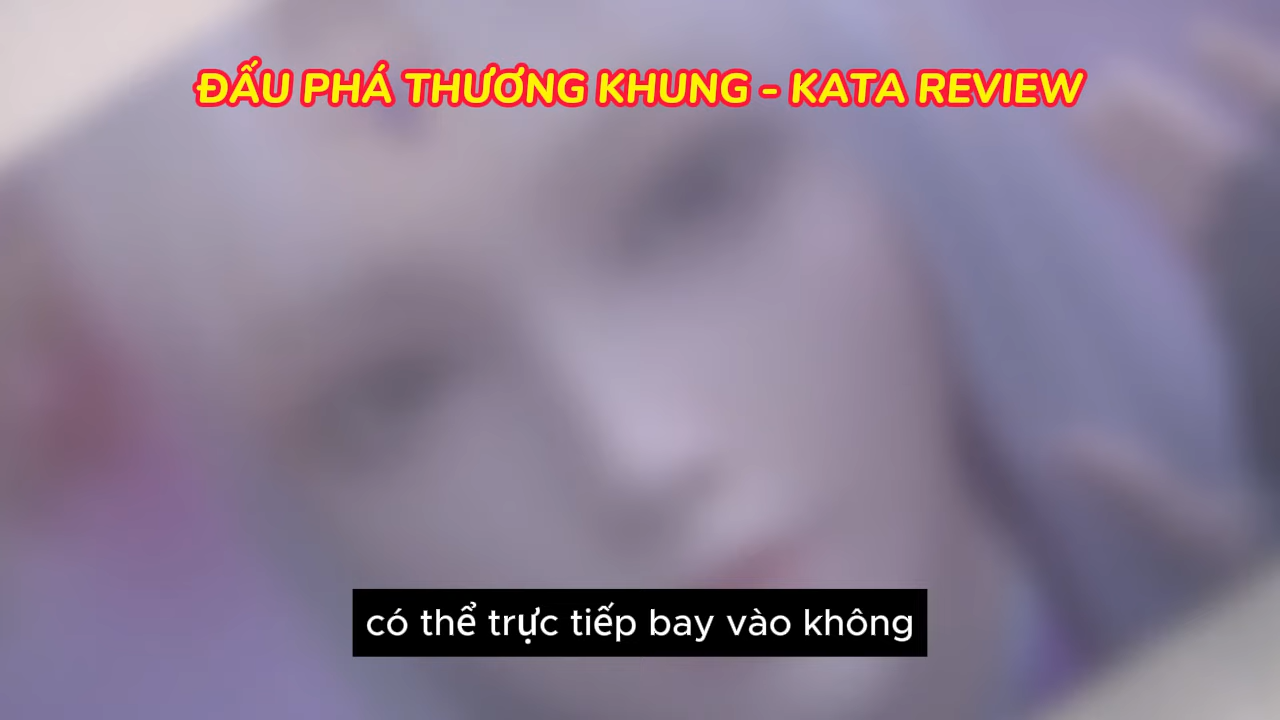 ĐẤU PHÁ THƯƠNG KHUNG - KATA REVIEW
có thể trực tiếp bay vào không